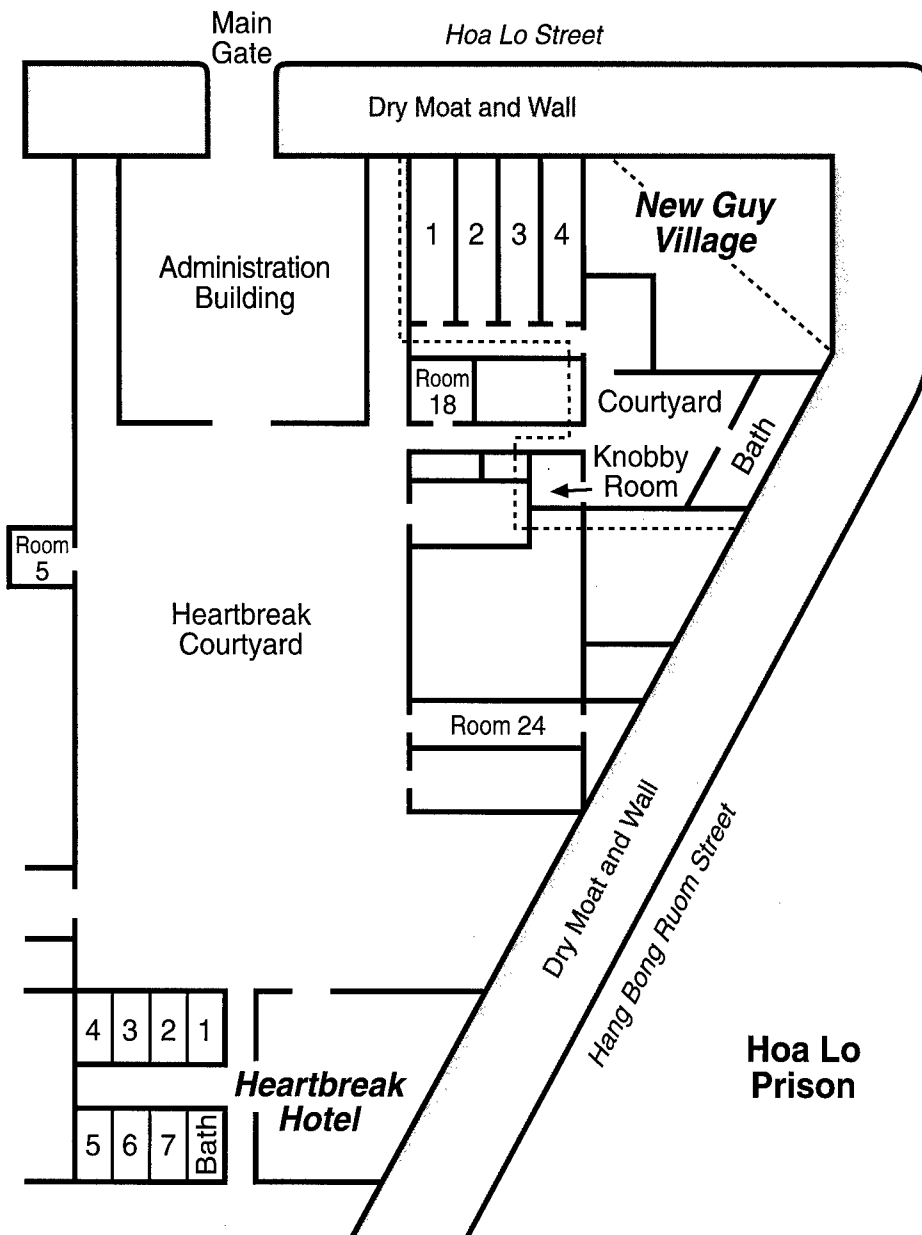 Main
Gate
Hoa Lo Street
Dry Moat and Wall
New Guy
Village
1
2
3
4
Administration
Building
Room
18
Courtyard
Bath
Knobby
Room
Room
5
Heartbreak
Courtyard
Room 24
Dry Moat and Wall
Hang Bong Ruom Street
4
3
2
1
Heartbreak
Hotel
5
6
7
Bath
Hoa Lo
Prison